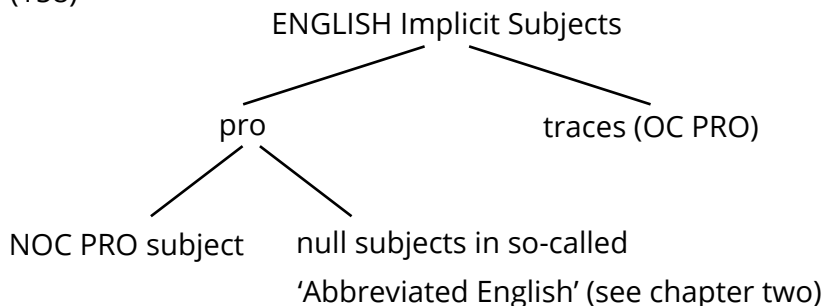 ENGLISH Implicit Subjects
pro
traces (OC PRO)
NOC PRO subject
null subjects in so-called
‘Abbreviated English’ (see chapter two)